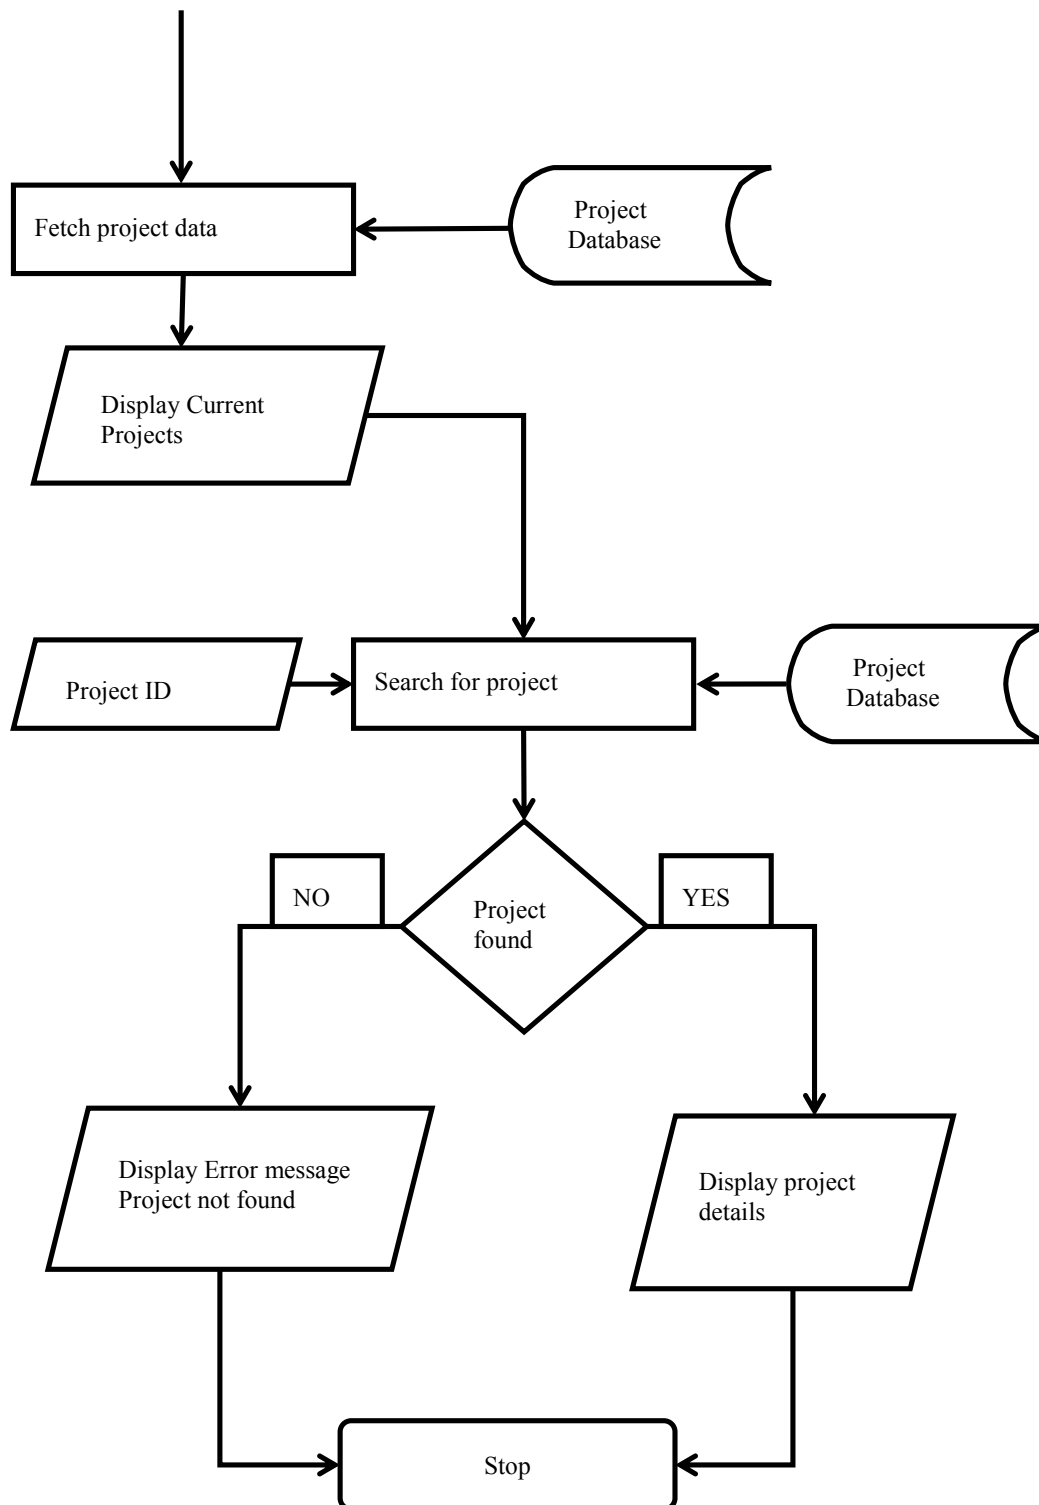 Fetch project data
Project
Database
Display Current
Projects
Project ID
Search for project
Project
Database
NO
Project
found
YES
Display Error message
Project not found
Display project
details
Stop